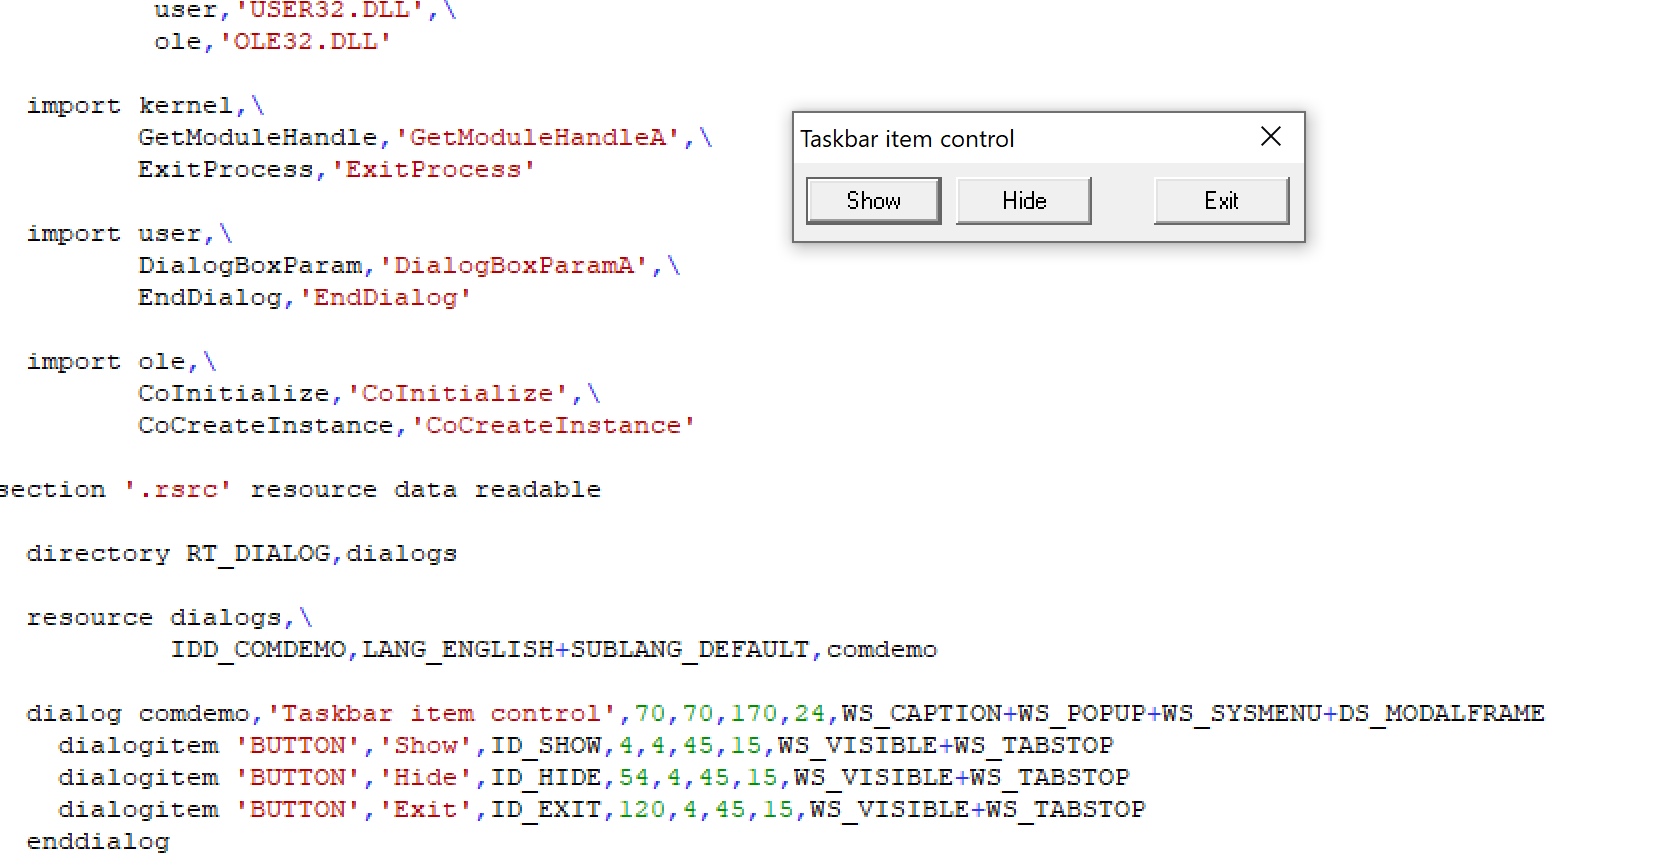 user,'USER32.DLL',\
ole,'OLE32.DLL'
import kernel,\
GetModuleHandle,'GetModuleHandleA',\
ExitProcess,'ExitProcess'
import user,\
DialogBoxParam,'DialogBoxParamA',\
EndDialog,'EndDialog'
import ole,\
CoInitialize,'CoInitialize',\
CoCreateInstance,'CoCreateInstance'
section '.rsrc' resource data readable
directory RT_DIALOG,dialogs
resource dialogs,\
IDD_COMDEMO,LANG_ENGLISH+SUBLANG_DEFAULT,comdemo
dialog comdemo,'Taskbar item control',70,70,170,24,WS_CAPTION+WS_POPUP+WS_SYSMENU+DS_MODALFRAME
dialogitem 'BUTTON','Show',ID_SHOW,4,4,45,15,WS_VISIBLE+WS_TABSTOP
dialogitem 'BUTTON','Hide',ID_HIDE,54,4,45,15,WS_VISIBLE+WS_TABSTOP
dialogitem 'BUTTON','Exit',ID_EXIT,120,4,45,15,WS_VISIBLE+WS_TABSTOP
enddialog
Taskbar item control
Show Hide Exit